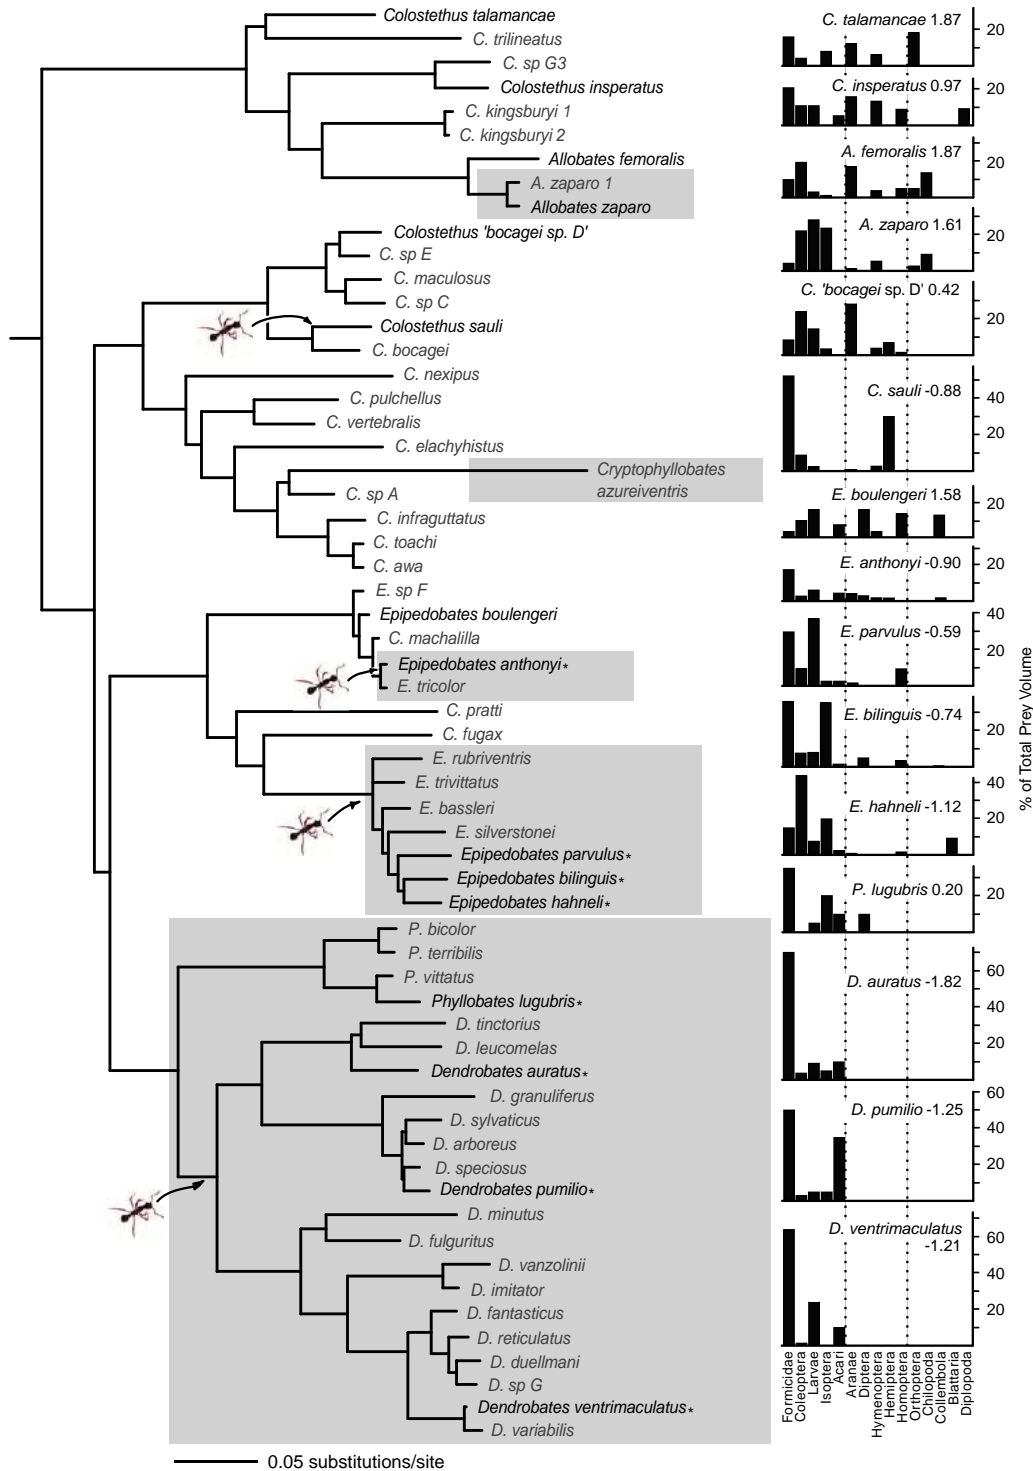 Colostethus talamancae
C. trilineatus
C. sp G3
Colostethus insperatus
C. kingsburyi 1
C. kingsburyi 2
Allobates femoralis
A. zaparo 1
Allobates zaparo
Colostethus 'bocagei sp. D'
C. sp E
C. maculosus
C. sp C
Colostethus sauli
C. bocagei
C. nexipus
C. pulchellus
C. vertebralis
C. elachyhistus
Cryptophyllobates
azureiventris
C. sp A
C. infraguttatus
C. toachi
C. awa
E. sp F
Epipedobates boulengeri
C. machalilla
Epipedobates anthonyi*
E. tricolor
C. pratti
C. fugax
E. rubriventris
E. trivittatus
E. bassleri
E. silverstonei
Epipedobates parvulus*
Epipedobates bilinguis*
Epipedobates hahneli*
P. bicolor
P. terribilis
P. vittatus
Phyllobates lugubris*
D. tinctorius
D. leucomelas
Dendrobates auratus*
D. granuliferus
D. sylvaticus
D. arboreus
D. speciosus
Dendrobates pumilio*
D. minutus
D. fulguritus
D. vanzolinii
D. imitator
D. fantasticus
D. reticulatus
D. duellmani
D. sp G
Dendrobates ventrimaculatus*
D. variabilis
0.05 substitutions/site
C. talamancae 1.87
20
C. insperatus 0.97
20
A. femoralis 1.87
20
A. zaparo 1.61
20
C. 'bocagei sp. D' 0.42
20
C. sauli -0.88
40
20
E. boulengeri 1.58
20
E. anthonyi -0.90
20
40
E. parvulus -0.59
20
E. bilinguis -0.74
20
40
E. hahneli -1.12
20
P. lugubris 0.20
20
60
D. auratus -1.82
40
20
60
D. pumilio -1.25
40
20
D. ventrimaculatus
-1.21
60
40
20
% of Total Prey Volume
Formicidae
Coleoptera
Larvae
Isoptera
Acari
Aranae
Diptera
Hymenoptera
Hemiptera
Homoptera
Orthoptera
Chilopoda
Collembola
Blattaria
Diplopoda